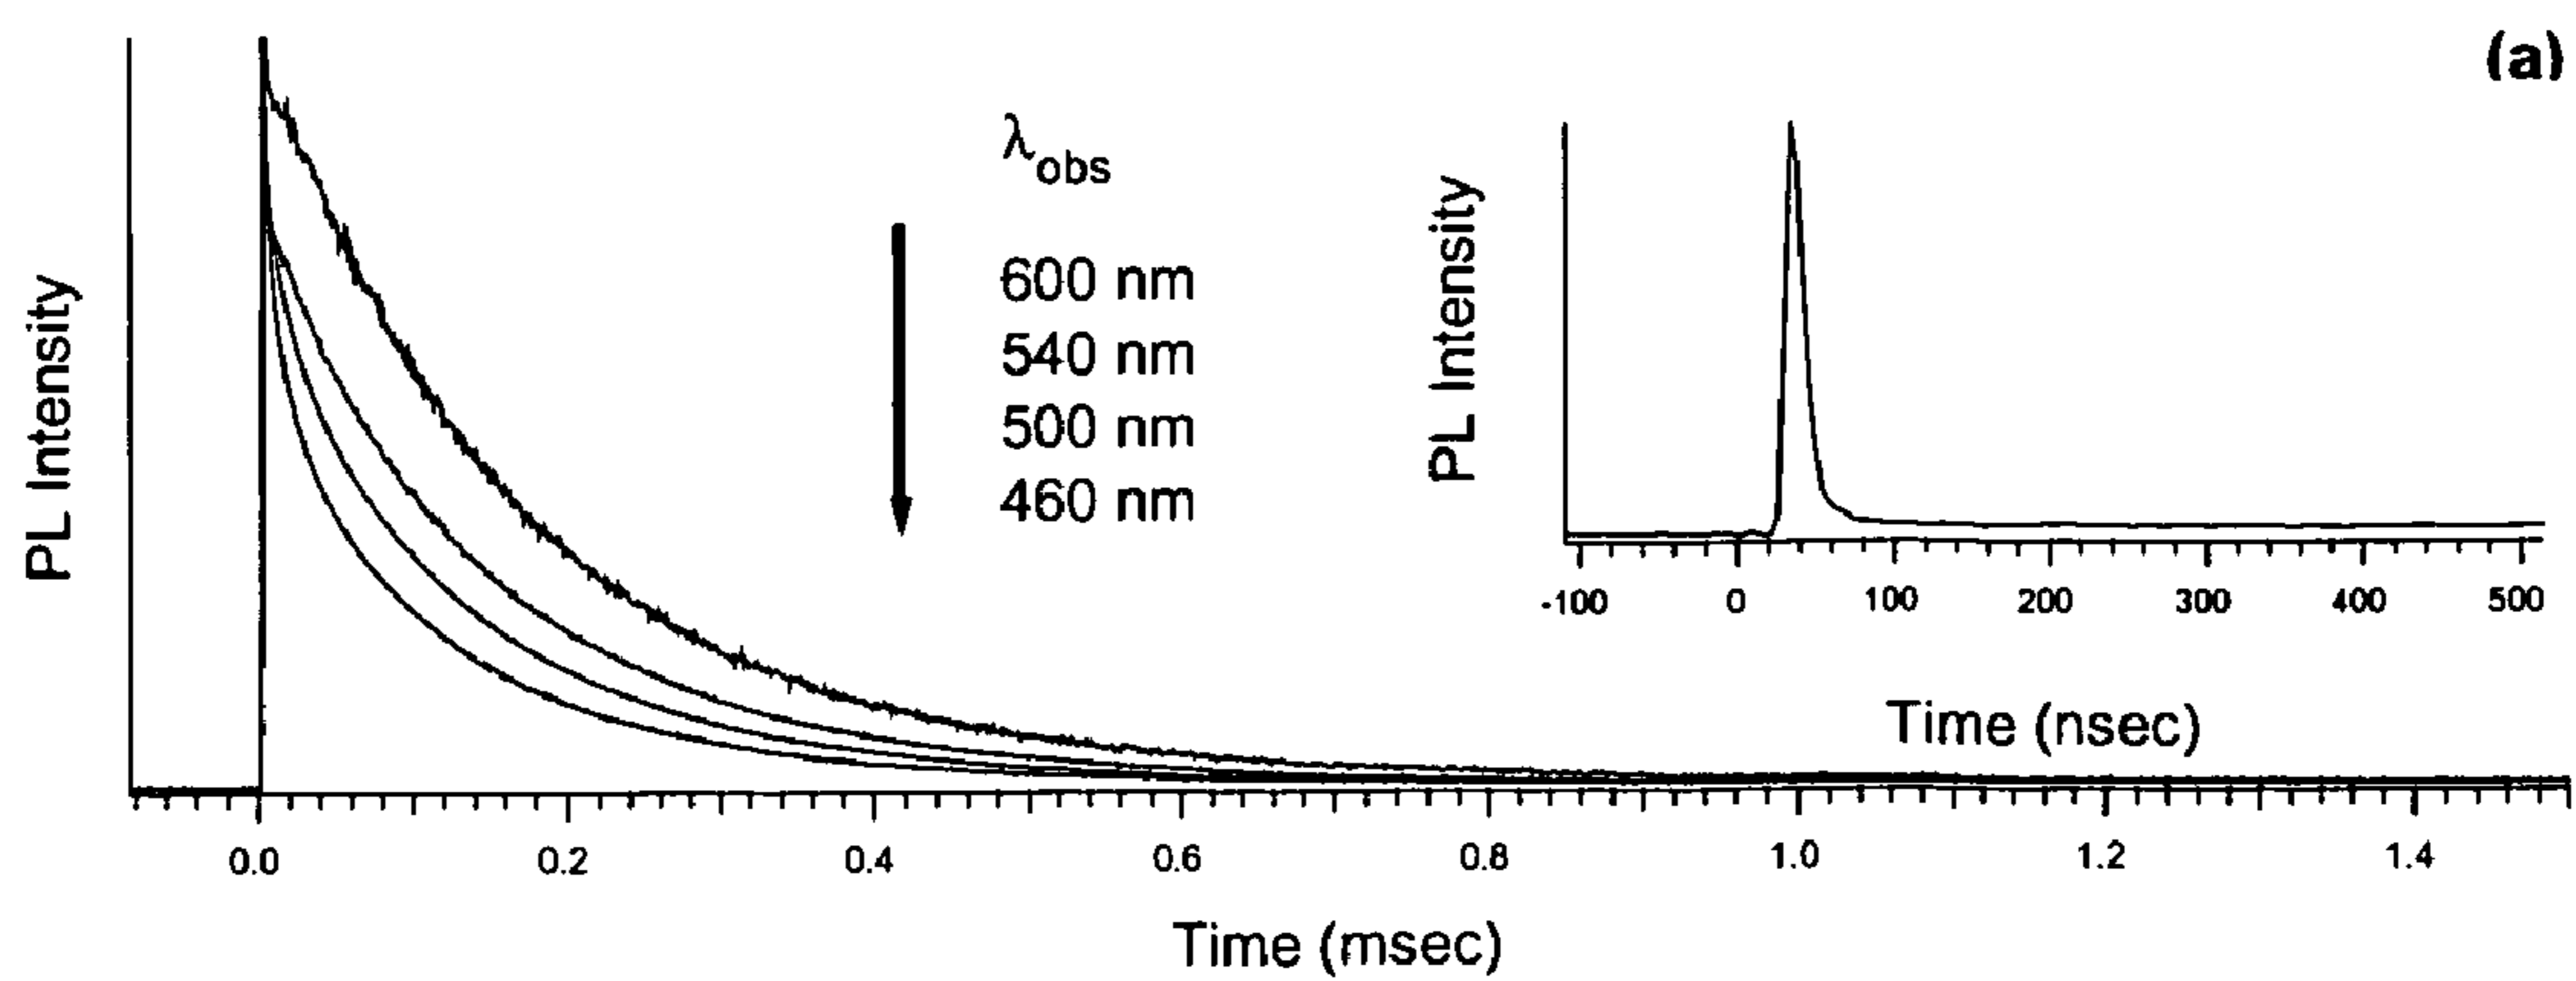 (a)
PL Intensity
λobs
600 nm
540 nm
500 nm
460 nm
PL Intensity
-100 0 100 200 300 400 500
Time (nsec)
0.0 0.2 0.4 0.6 0.8 1.0 1.2 1.4
Time (msec)